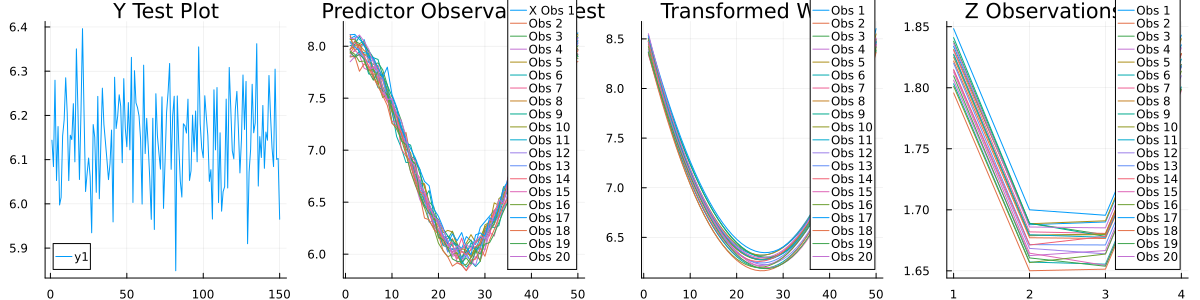 Y Test Plot
6.4
6.3
6.2
6.1
6.0
5.9
0 50 100 150
y1
Predictor Observa est
8.0
7.5
7.0
6.5
6.0
0 10 20 30 40 50
X Obs 1
Obs 2
Obs 3
Obs 4
Obs 5
Obs 6
Obs 7
Obs 8
Obs 9
Obs 10
Obs 11
Obs 12
Obs 13
Obs 14
Obs 15
Obs 16
Obs 17
Obs 18
Obs 19
Obs 20
Transformed W
8.5
8.0
7.5
7.0
6.5
0 10 20 30 40 50
Obs 1
Obs 2
Obs 3
Obs 4
Obs 5
Obs 6
Obs 7
Obs 8
Obs 9
Obs 10
Obs 11
Obs 12
Obs 13
Obs 14
Obs 15
Obs 16
Obs 17
Obs 18
Obs 19
Obs 20
Z Observations
1.85
1.80
1.75
1.70
1.65
1 2 3 4
Obs 1
Obs 2
Obs 3
Obs 4
Obs 5
Obs 6
Obs 7
Obs 8
Obs 9
Obs 10
Obs 11
Obs 12
Obs 13
Obs 14
Obs 15
Obs 16
Obs 17
Obs 18
Obs 19
Obs 20